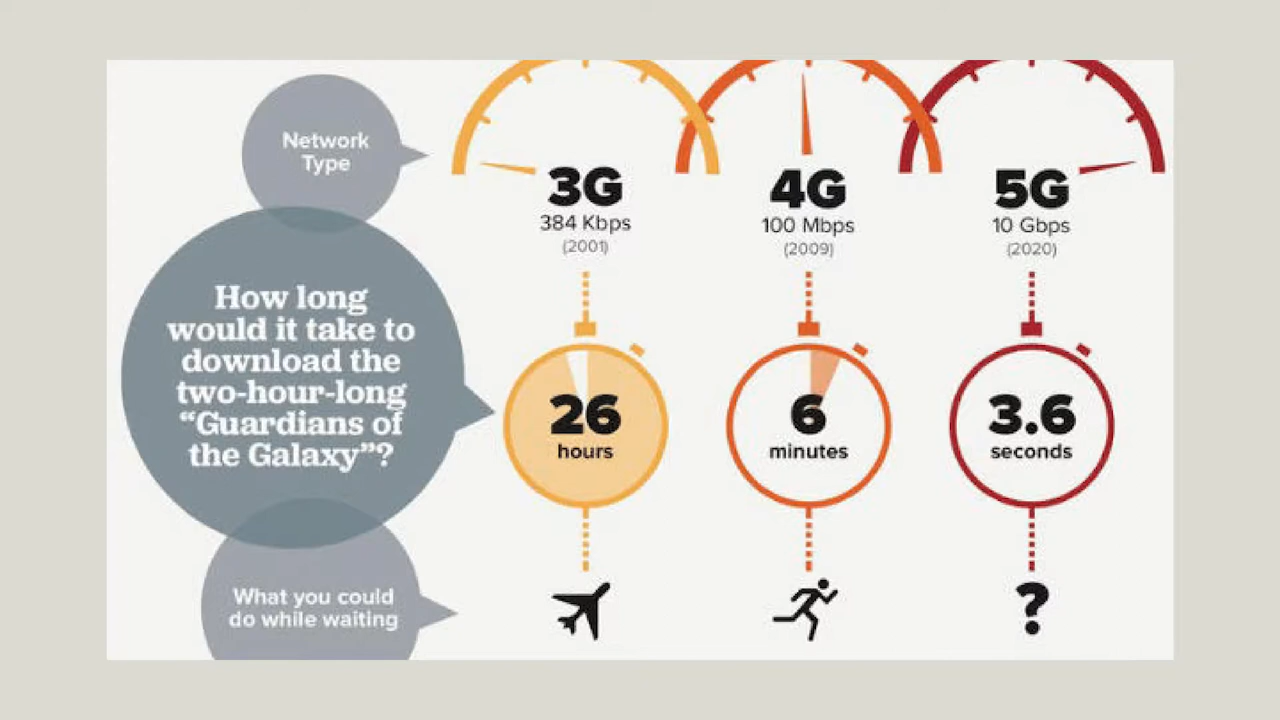 Network
Type
3G
384 Kbps
(2001)
4G
100 Mbps
(2009)
5G
10 Gbps
(2020)
How long
would it take to
download the
two-hour-long
“Guardians of
the Galaxy”?
26
hours
6
minutes
3.6
seconds
What you could
do while waiting
?